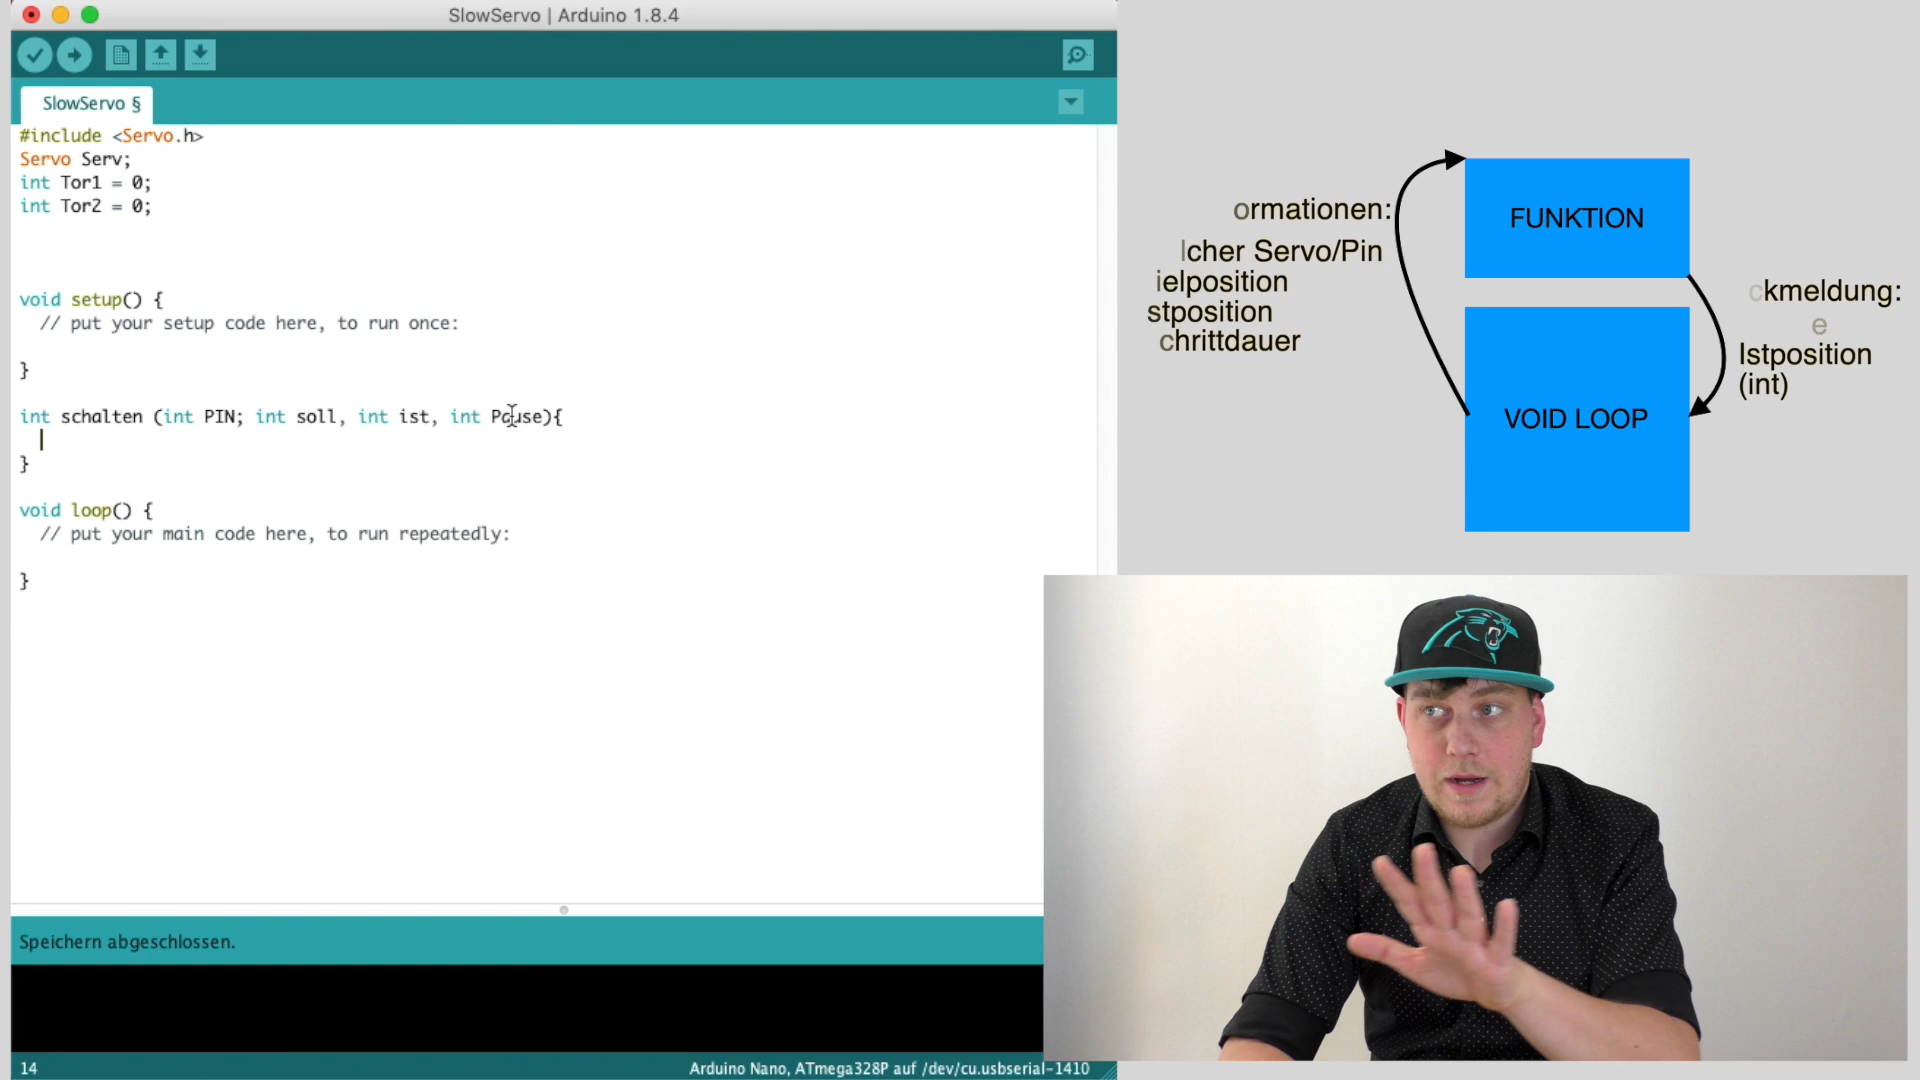 SlowServo | Arduino 1.8.4
SlowServo §
#include <Servo.h>
Servo Serv;
int Tor1 = 0;
int Tor2 = 0;
void setup() {
// put your setup code here, to run once:
}
int schalten (int PIN; int soll, int ist, int Pause){
}
void loop() {
// put your main code here, to run repeatedly:
}
Speichern abgeschlossen.
14
Arduino Nano, ATmega328P auf /dev/cu.usbserial-1410
ormationen:
lcher Servo/Pin
ielposition
stposition
chrittdauer
FUNKTION
VOID LOOP
ckmeldung:
e
Istposition
(int)